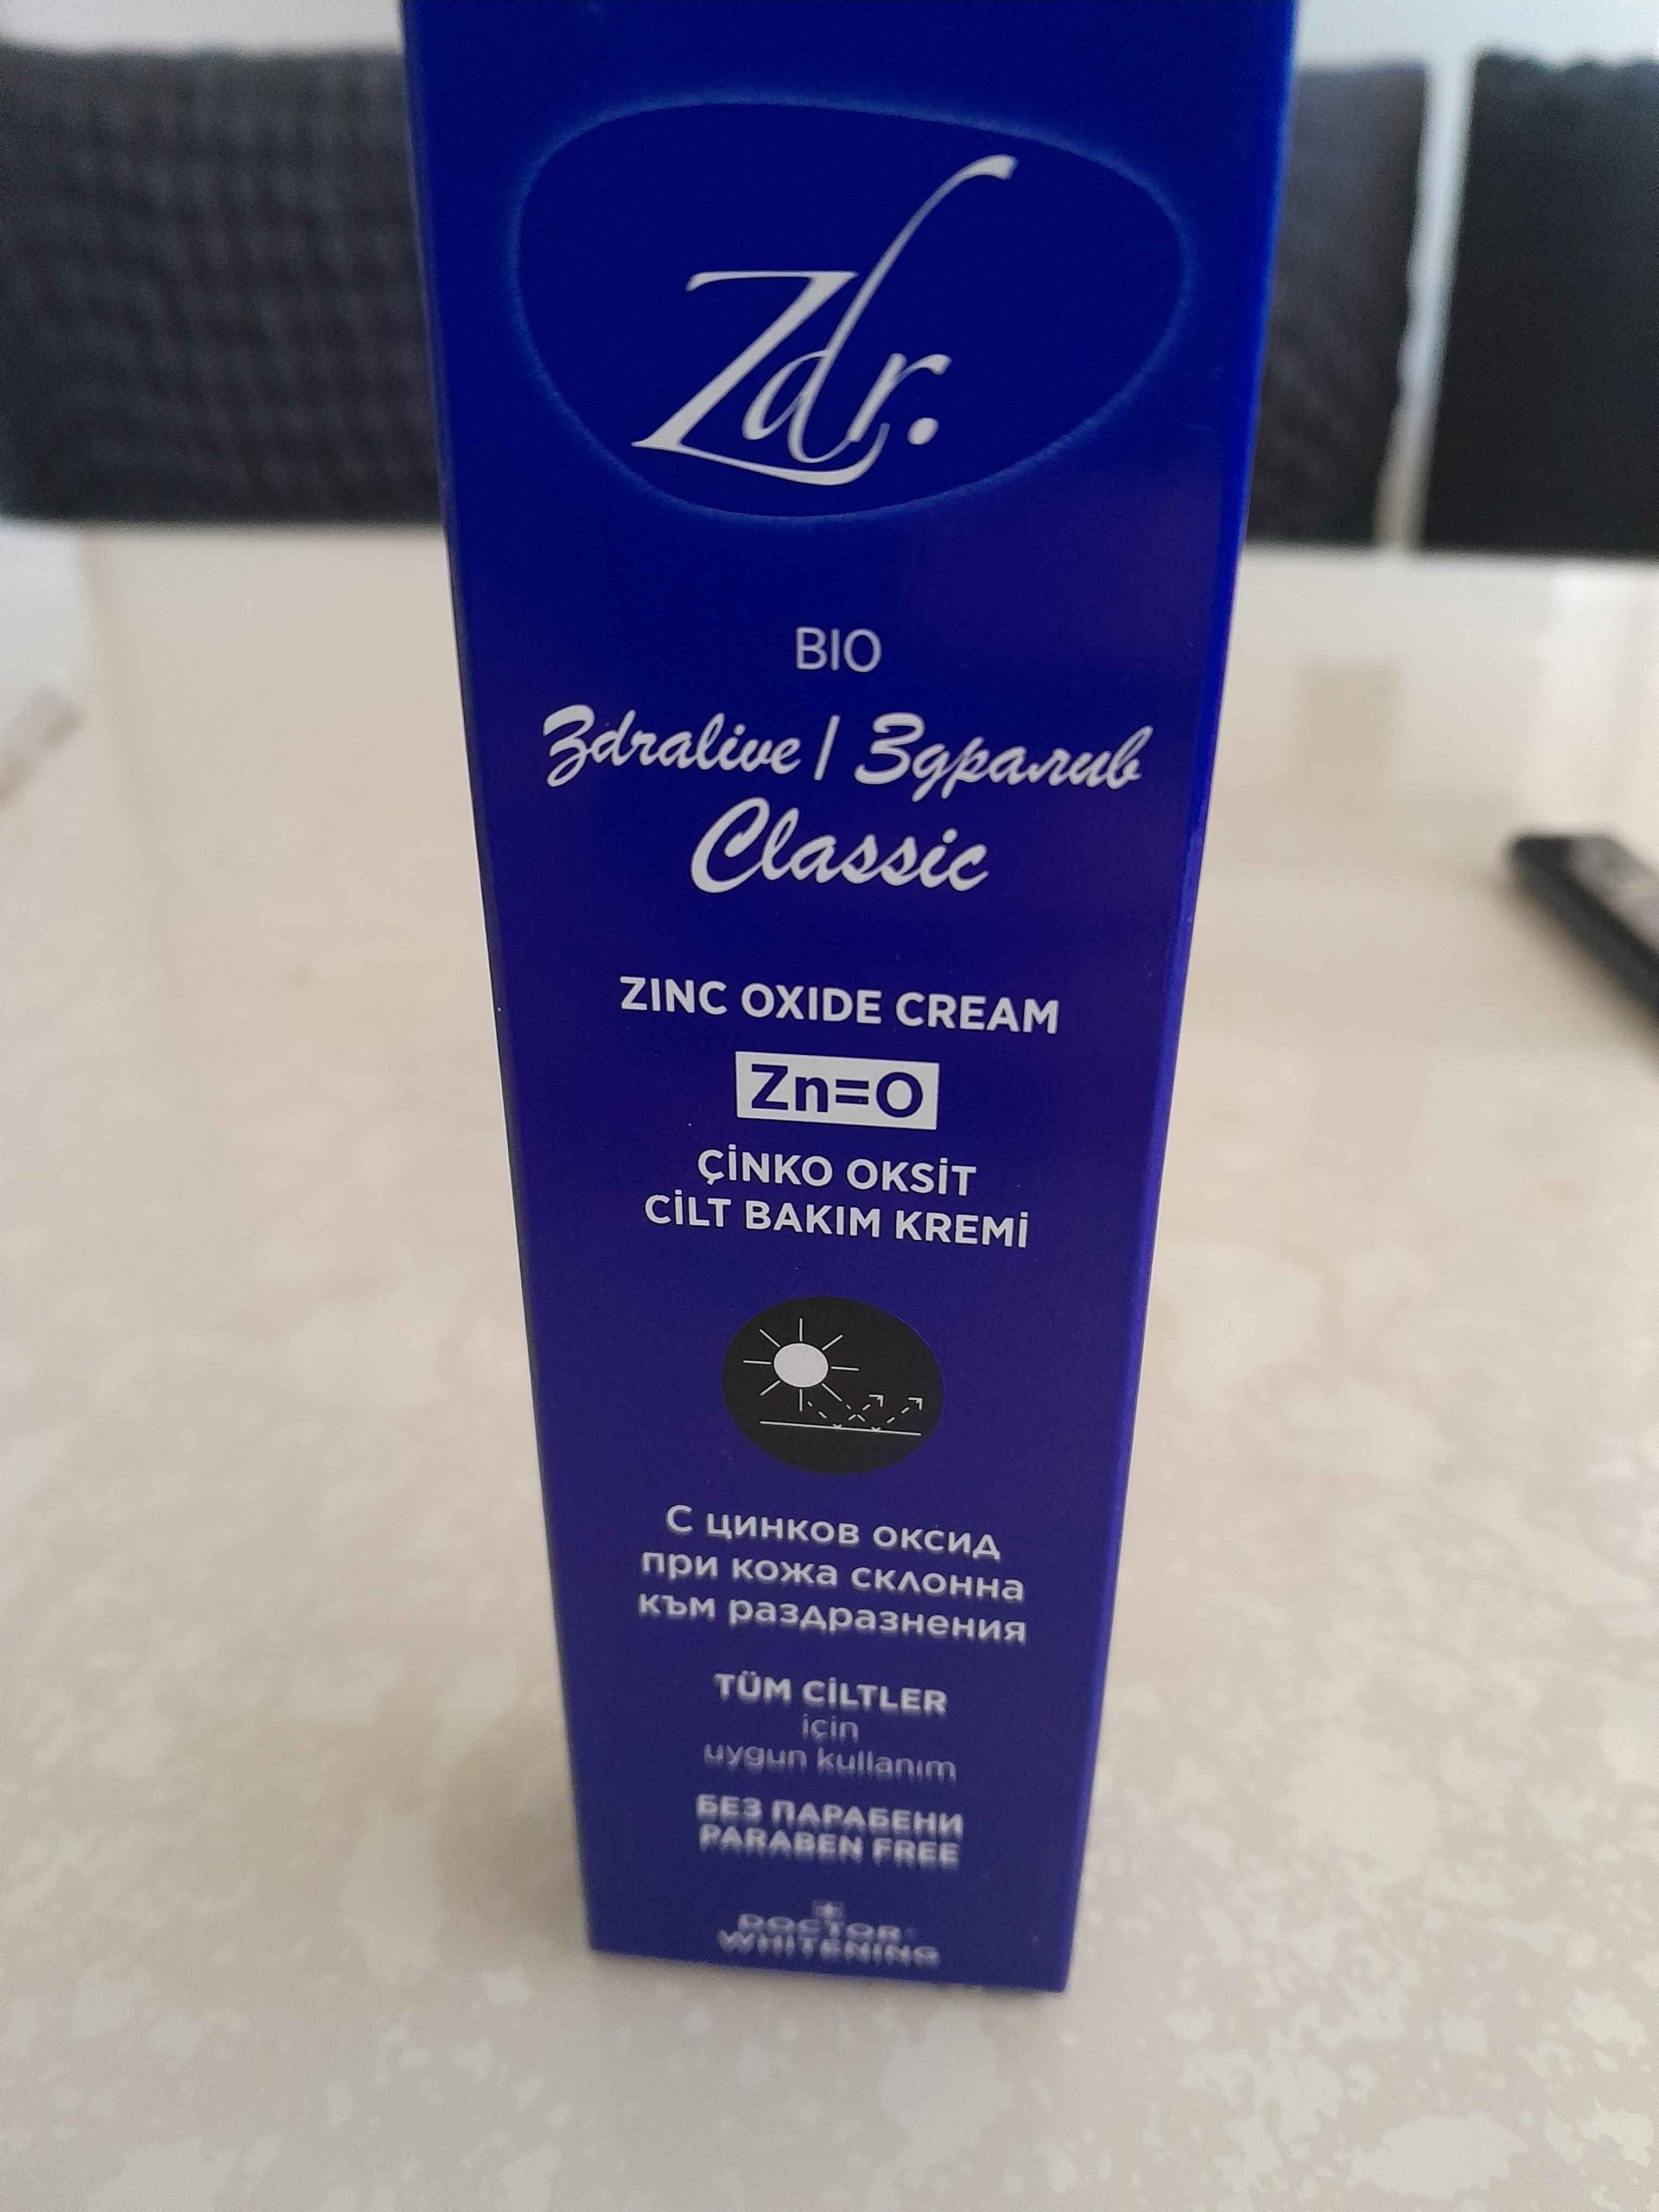 Zdr.
BIO
Zdralive / Здралив
Classic
ZINC OXIDE CREAM
Zn=O
ÇİNKO OKSİT
CİLT BAKIM KREMİ
С цинков оксид
при кожа склонна
към раздразнения
TÜM CİLTLER
için
uygun kullanım
БЕЗ ПАРАБЕНИ
PARABEN FREE
DOCTOR
WHITENING